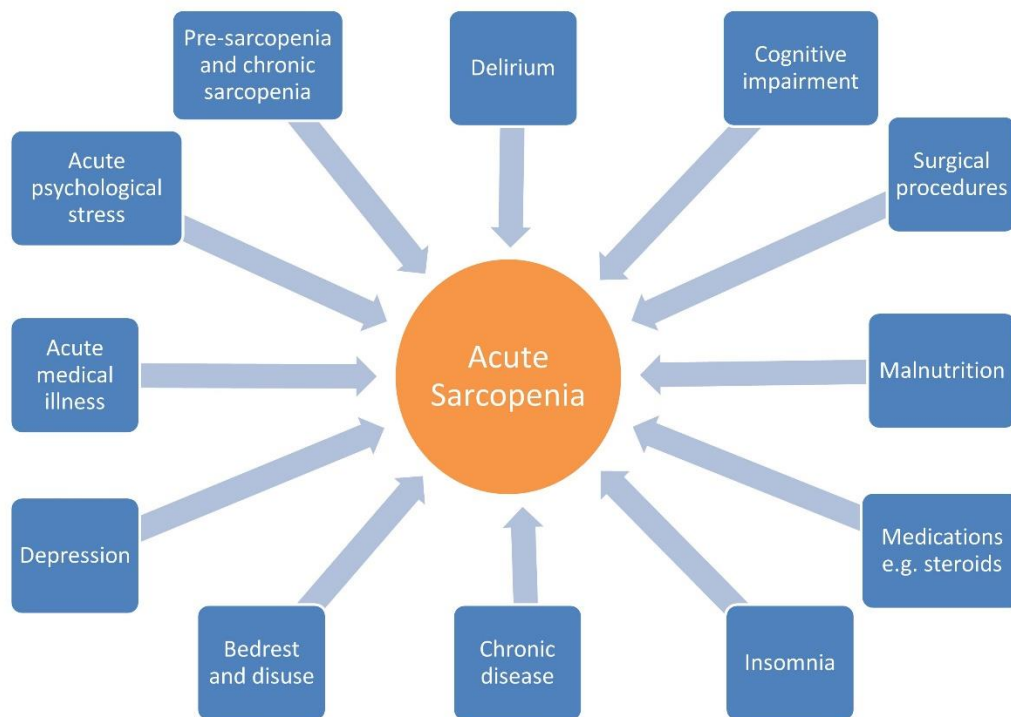 Pre-sarcopenia
and chronic
sarcopenia
Delirium
Cognitive
impairment
Acute
psychological
stress
Surgical
procedures
Acute
medical
illness
Acute
Sarcopenia
Malnutrition
Depression
Medications
e.g. steroids
Bedrest
and disuse
Chronic
disease
Insomnia